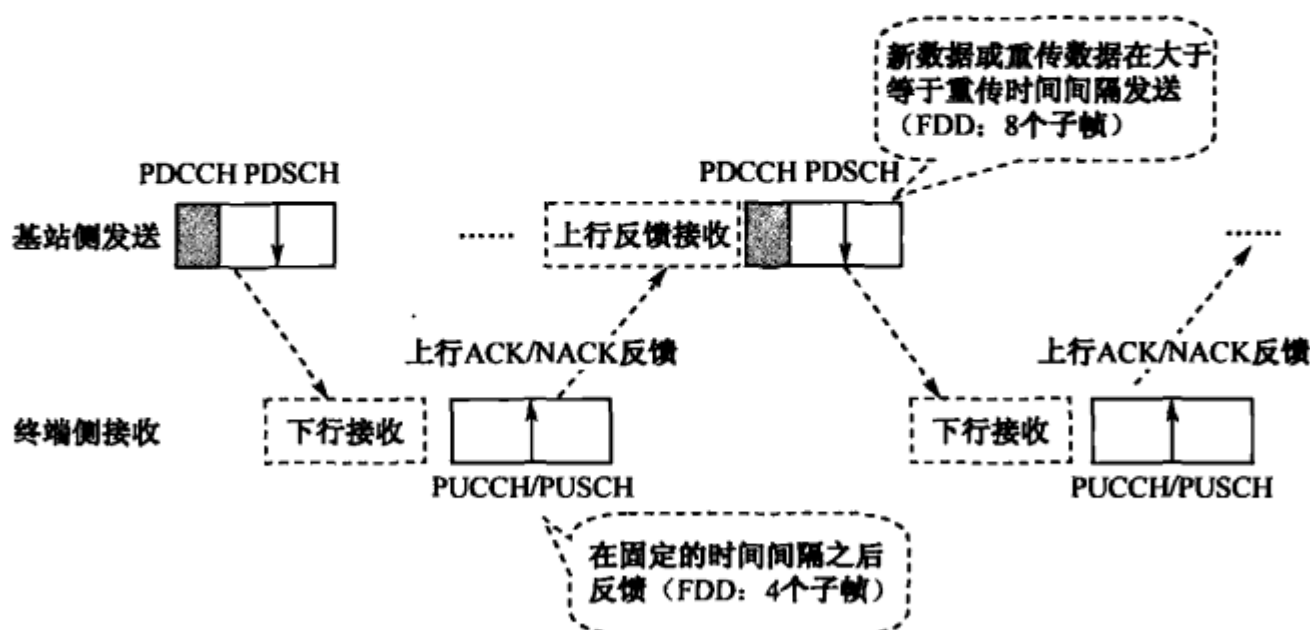 新数据或重传数据在大于
等于重传时间间隔发送
（FDD：8个子帧）
PDCCH PDSCH
PDCCH PDSCH
基站侧发送
……
上行反馈接收
……
上行ACK/NACK反馈
上行ACK/NACK反馈
终端侧接收
下行接收
下行接收
PUCCH/PUSCH
PUCCH/PUSCH
在固定的时间间隔之后
反馈（FDD：4个子帧）